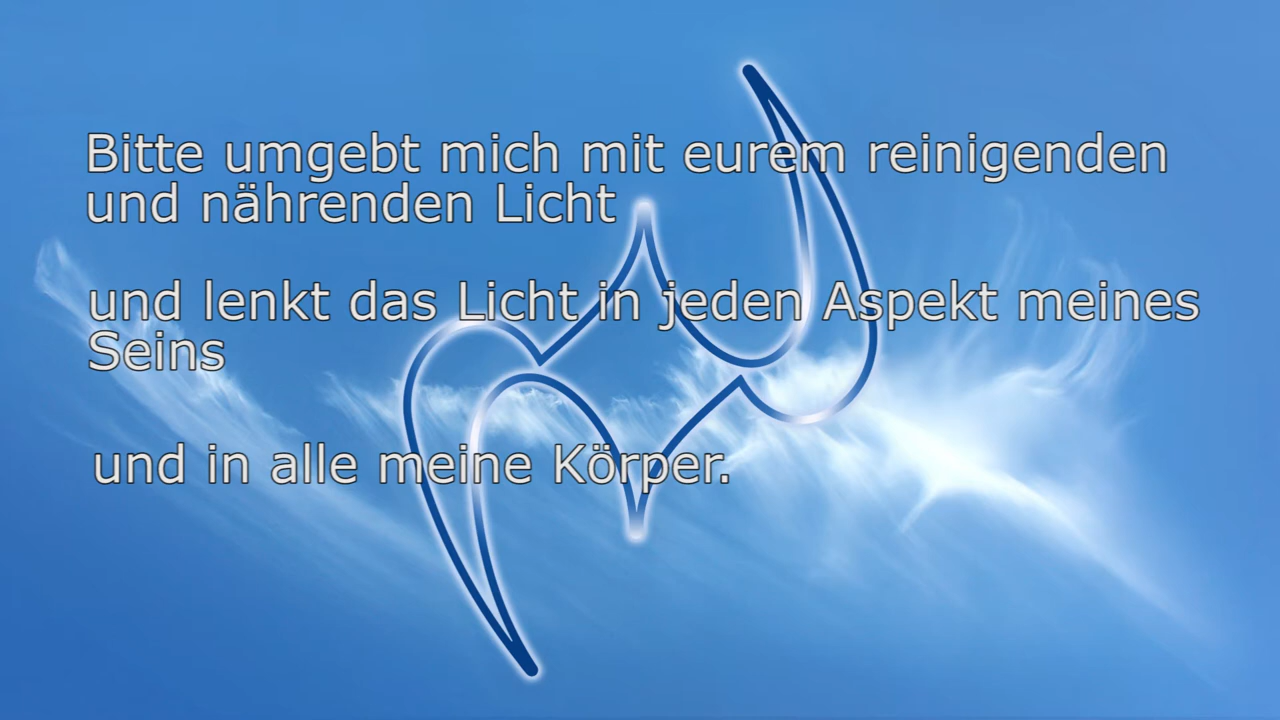 Bitte umgebt mich mit eurem reinigenden
und nährenden Licht
und lenkt das Licht in jeden Aspekt meines
Seins
und in alle meine Körper.